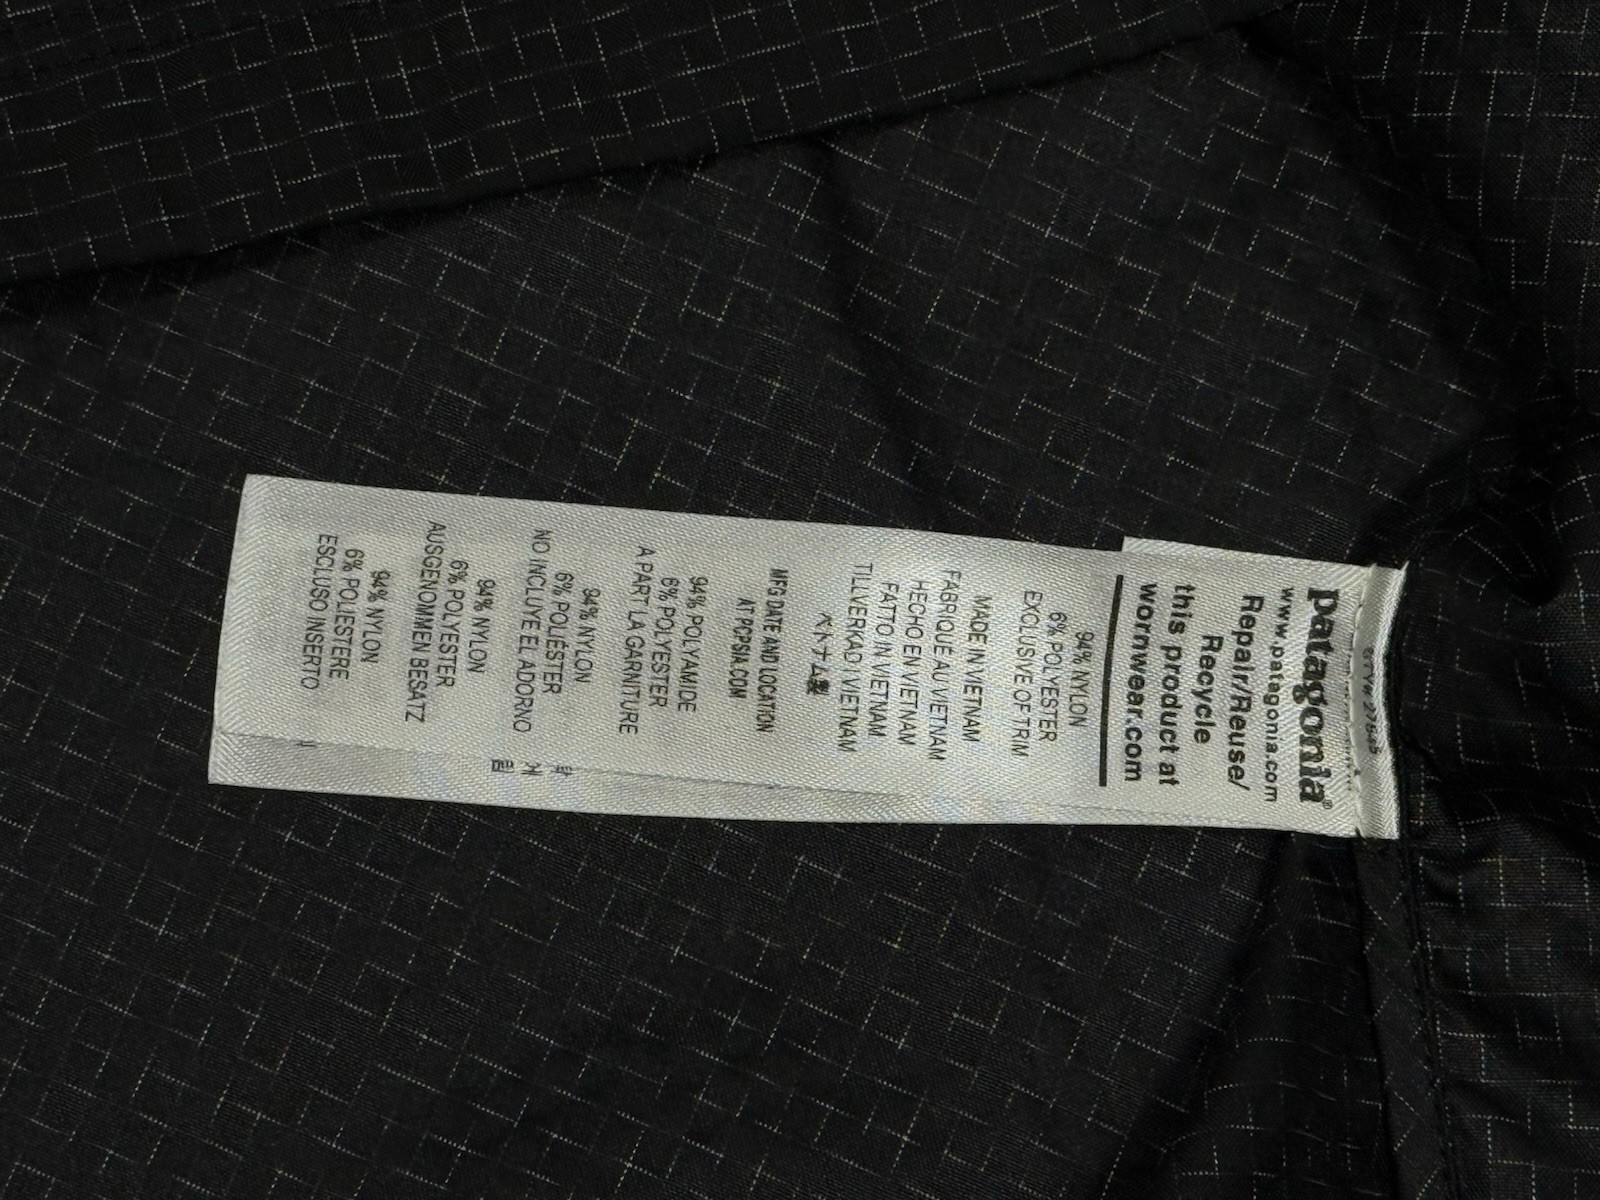 patagonia®
www.patagonia.com
Repair/Reuse/
Recycle
this product at
wornwear.com
94% NYLON
6% POLYESTER
EXCLUSIVE OF TRIM
MADE IN VIETNAM
FABRIQUÉ AU VIETNAM
HECHO EN VIETNAM
FATTO IN VIETNAM
TILLVERKAD VIETNAM
ベトナム製
MFG DATE AND LOCATION
AT PCPSIA.COM
94% POLYAMIDE
6% POLYESTER
A PART LA GARNITURE
94% NYLON
6% POLIÉSTER
NO INCLUYE EL ADORNO
94% NYLON
6% POLYESTER
AUSGENOMMEN BESATZ
94% NYLON
6% POLIESTERE
ESCLUSO INSERTO